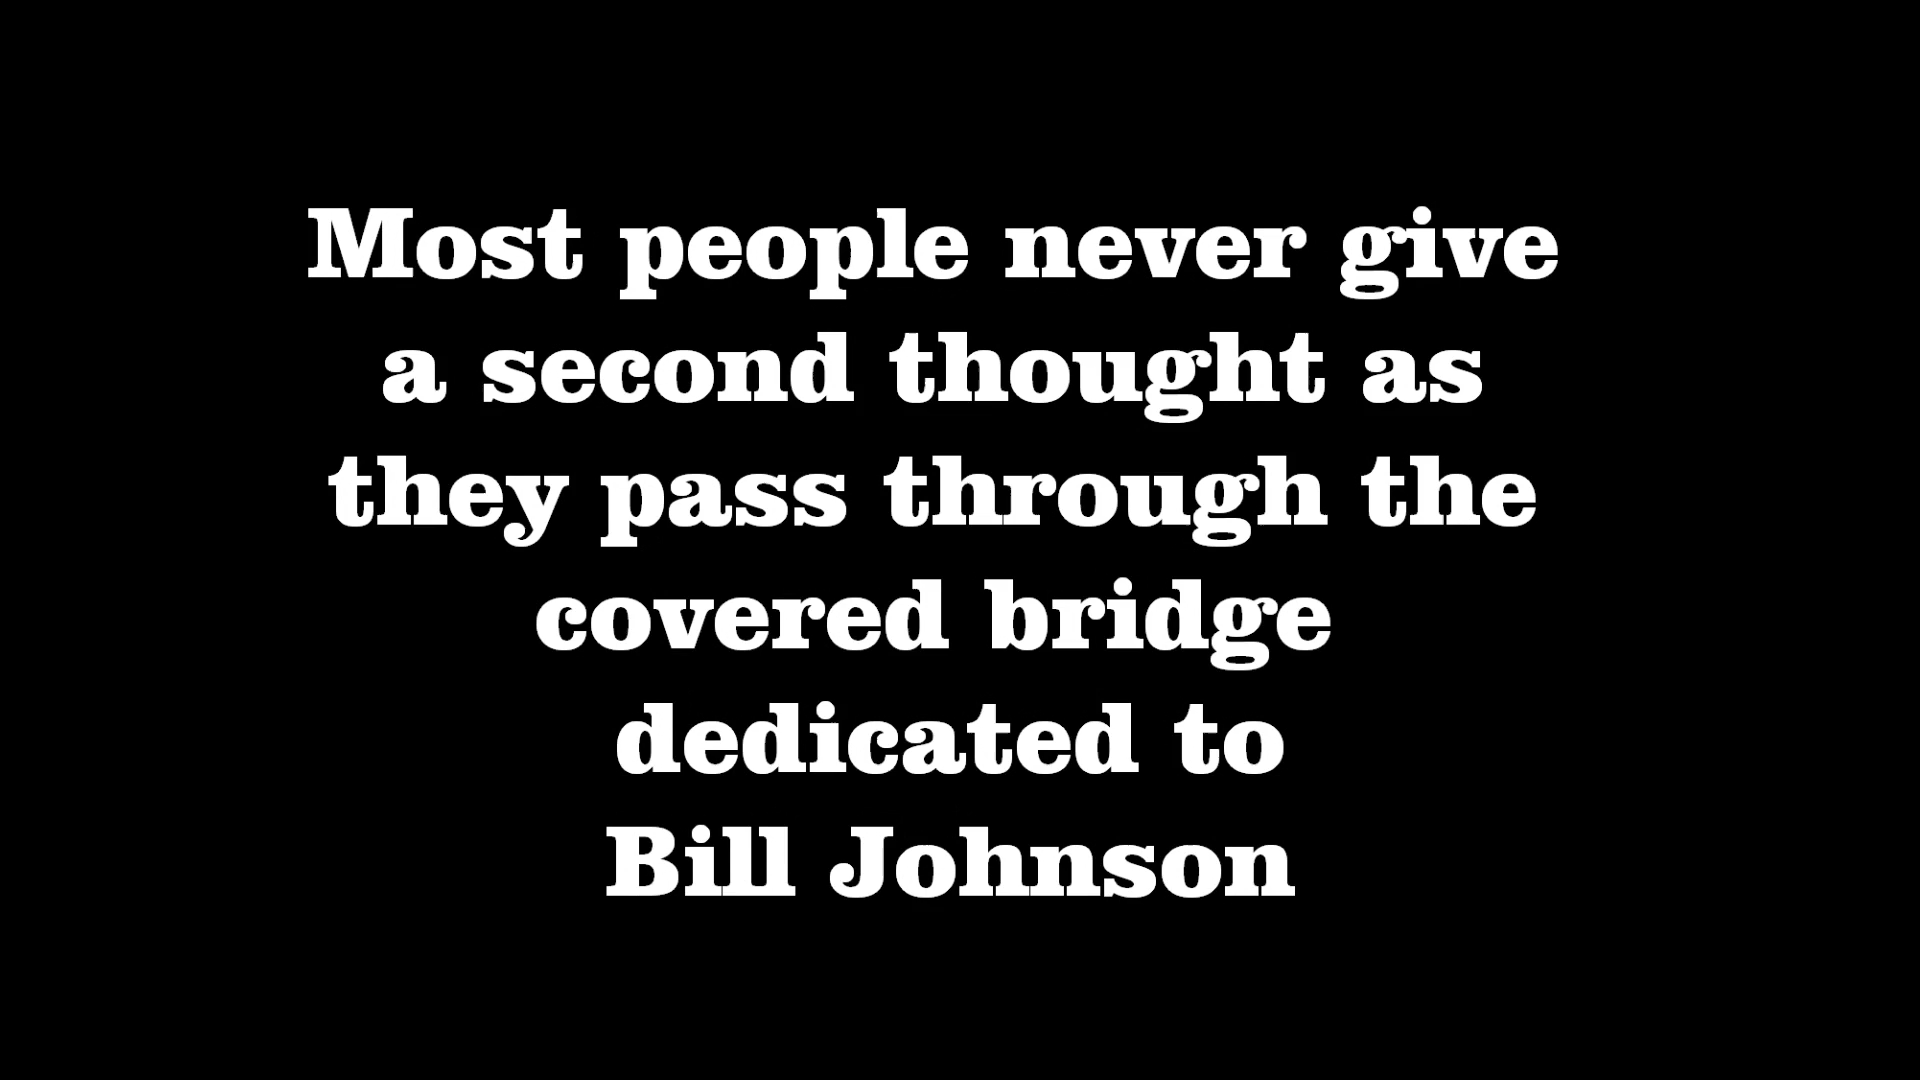 Most people never give
a second thought as
they pass through the
covered bridge
dedicated to
Bill Johnson